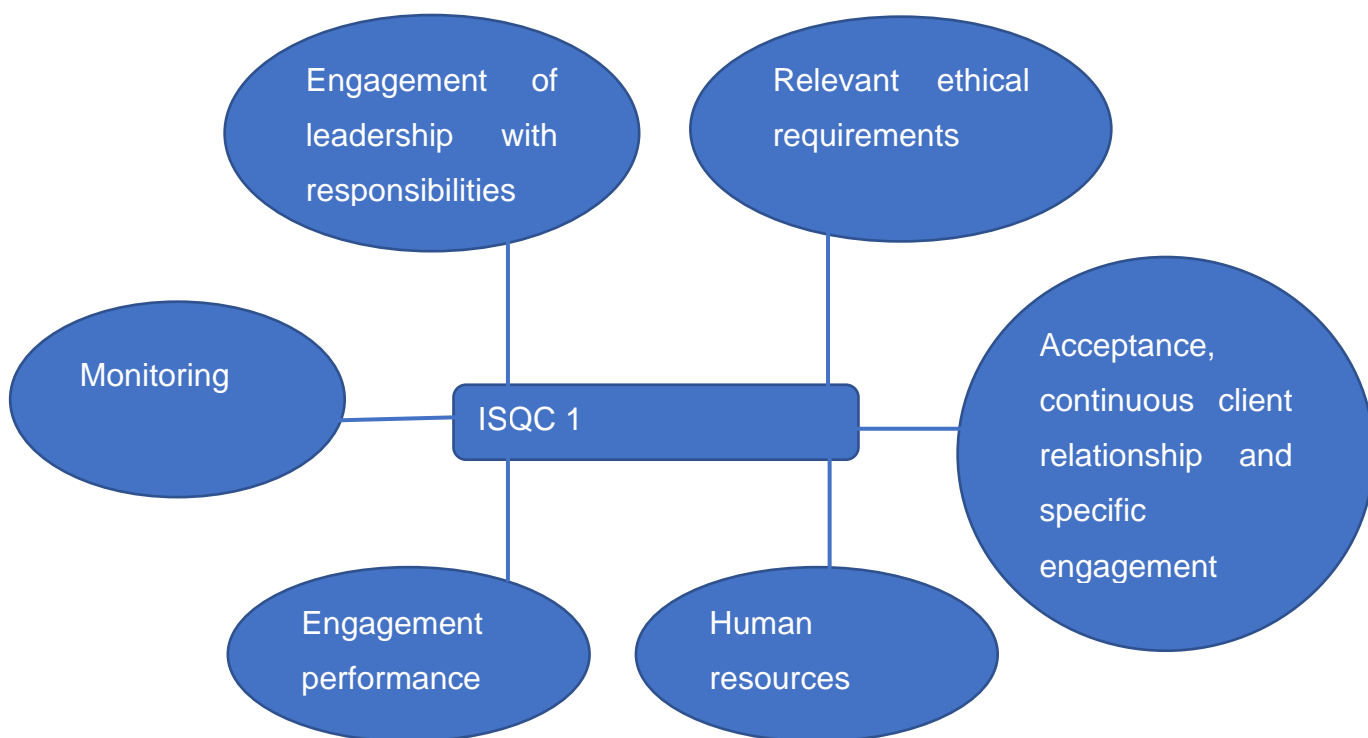 Engagement of
leadership with
responsibilities
Relevant ethical
requirements
Monitoring
ISQC 1
Acceptance,
continuous client
relationship and
specific
engagement
Engagement
performance
Human
resources